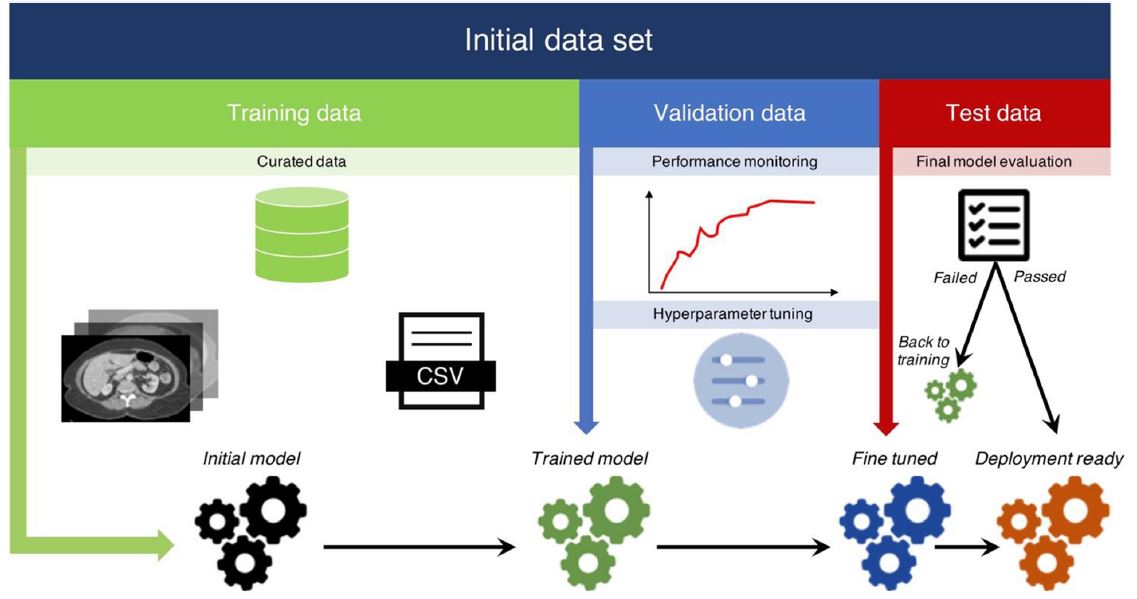 Initial data set
Training data
Validation data
Test data
Curated data
Performance monitoring
Final model evaluation
Failed
Passed
Hyperparameter tuning
Back to
training
CSV
Initial model
Trained model
Fine tuned
Deployment ready